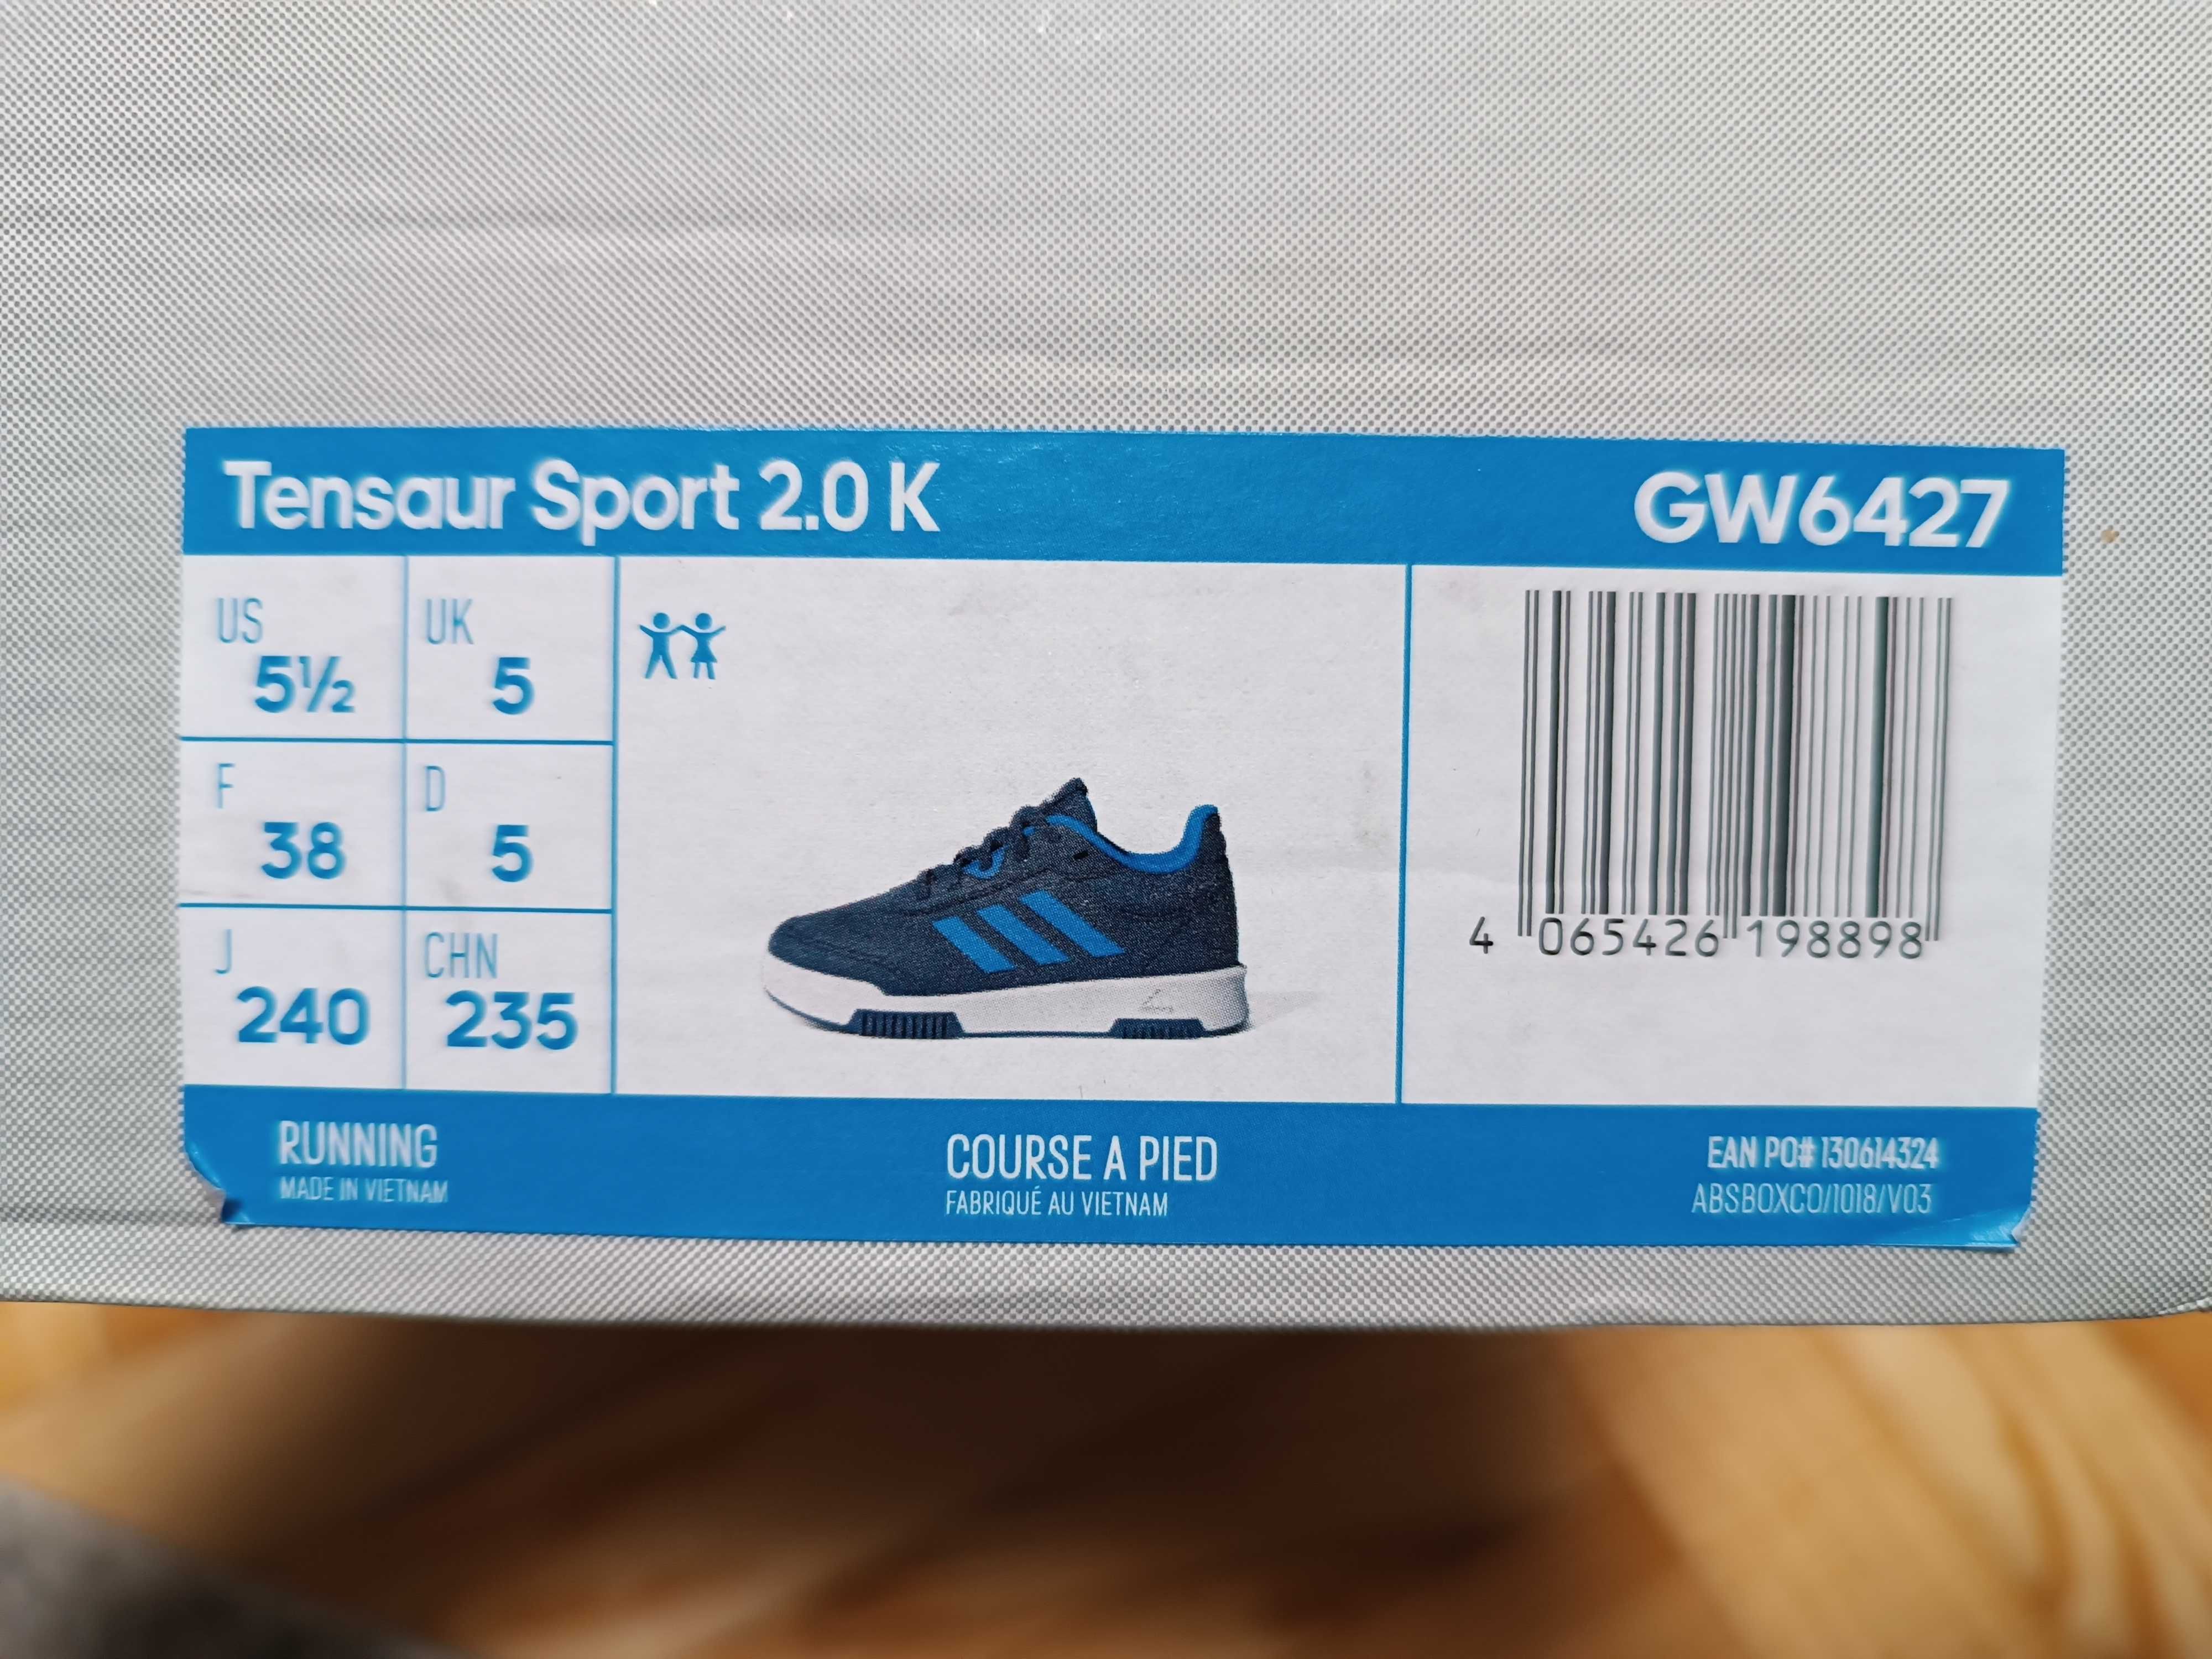 Tensaur Sport 2.0 K
GW6427
US
5½
UK
5
F
38
D
5
J
240
CHN
235
4 065426 198898
RUNNING
MADE IN VIETNAM
COURSE A PIED
FABRIQUÉ AU VIETNAM
EAN PO# 130614324
ABSBOXCO/1018/V03